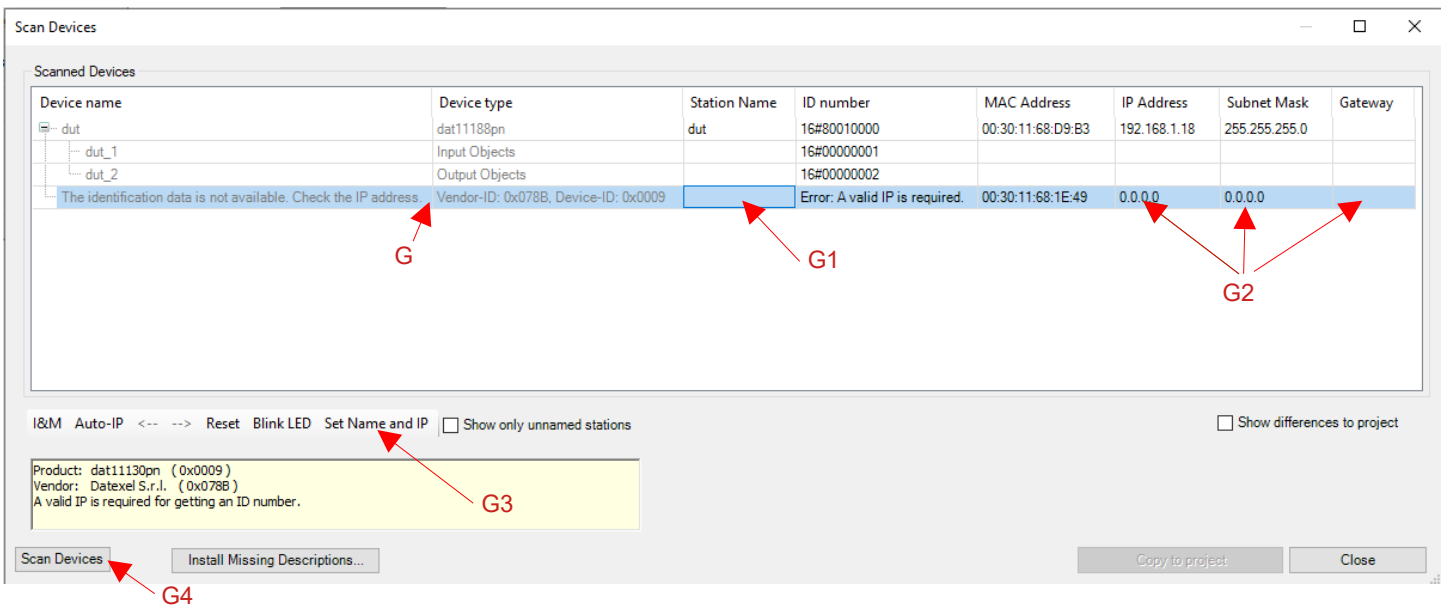 Scan Devices
Scanned Devices
Device name Device type Station Name ID number MAC Address IP Address Subnet Mask Gateway
dut dat11188pn dut 16#80010000 00:30:11:68:D9:B3 192.168.1.18 255.255.255.0
dut_1 Input Objects 16#00000001
dut_2 Output Objects 16#00000002
The identification data is not available. Check the IP address. Vendor-ID: 0x078B, Device-ID: 0x0009 Error: A valid IP is required. 00:30:11:68:1E:49 0.0.0.0 0.0.0.0
G
G1
G2
I&M Auto-IP <-- --> Reset Blink LED Set Name and IP Show only unnamed stations Show differences to project
Product: dat11130pn (0x0009)
Vendor: Datexel S.r.l. (0x078B)
A valid IP is required for getting an ID number.
G3
Scan Devices Install Missing Descriptions... Copy to project Close
G4